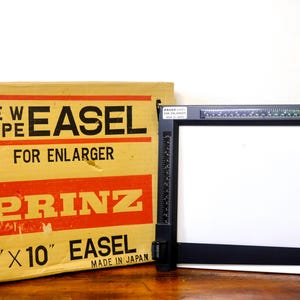 EW
PE EASEL
FOR ENLARGER
PRINZ
" X 10" EASEL
MADE IN JAPAN